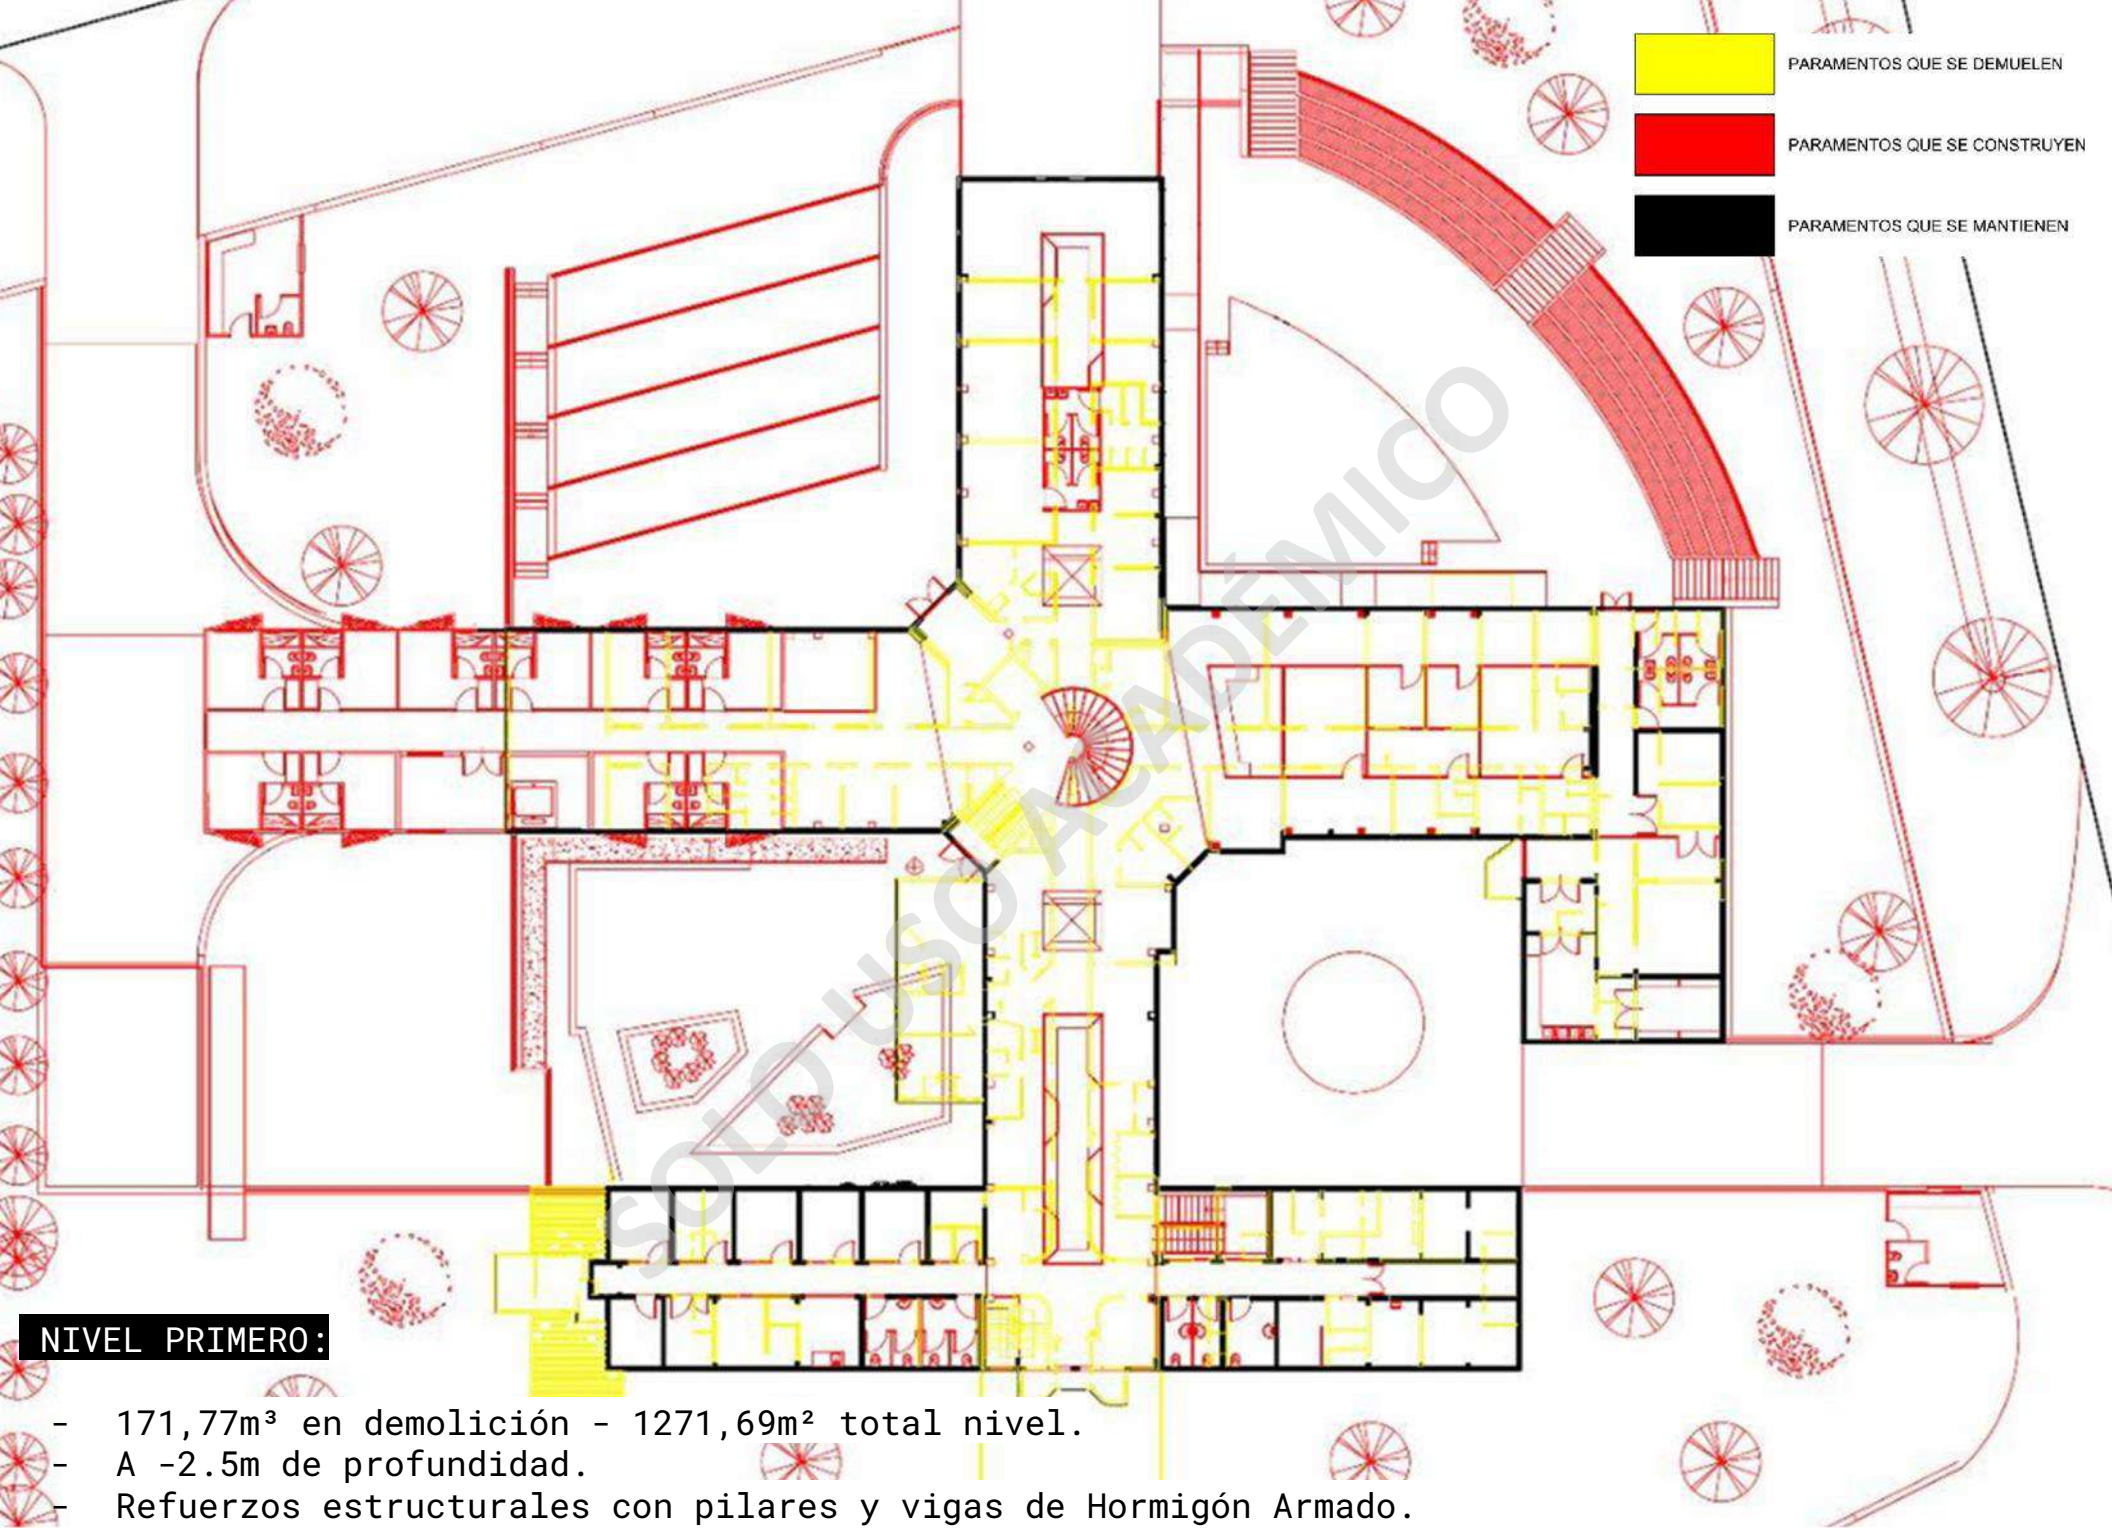 PARAMENTOS QUE SE DEMUELEN
PARAMENTOS QUE SE CONSTRUYEN
PARAMENTOS QUE SE MANTIENEN
SOLO USO ACADÉMICO
NIVEL PRIMERO:
- 171,77m³ en demolición - 1271,69m² total nivel.
- A -2.5m de profundidad.
- Refuerzos estructurales con pilares y vigas de Hormigón Armado.